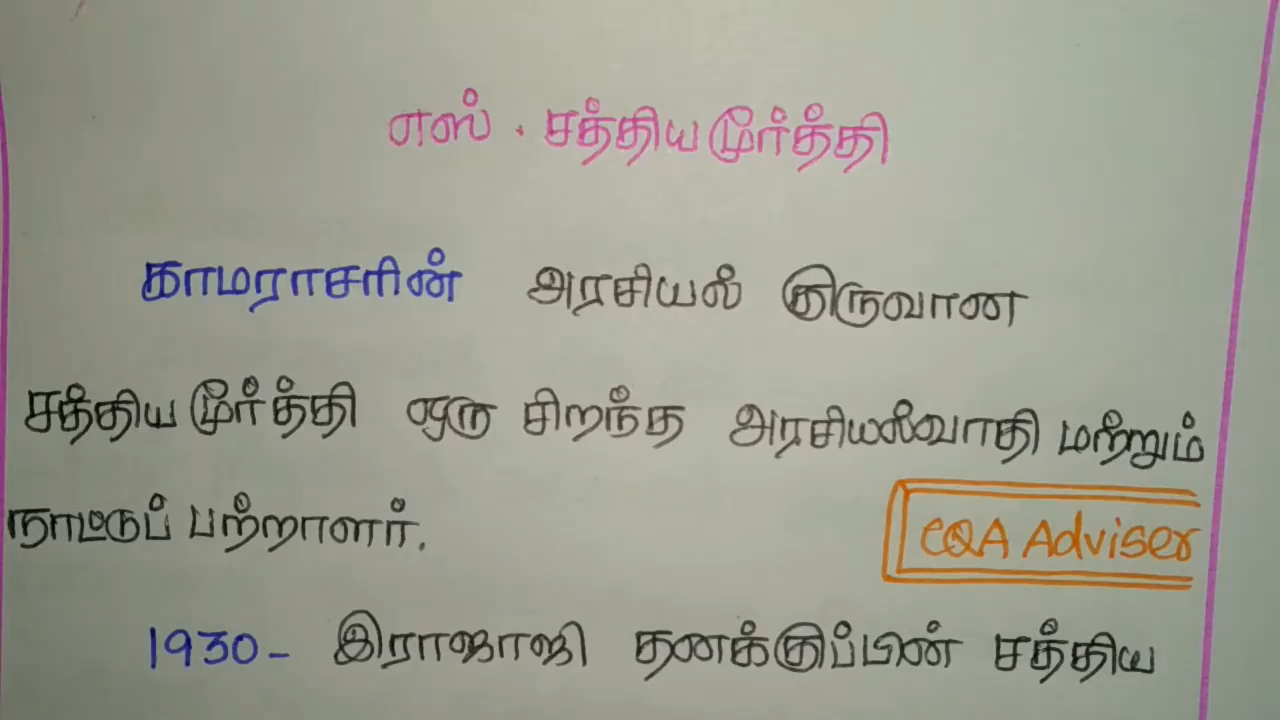 எஸ் . சத்தியமூர்த்தி
காமராசரின் அரசியல் குருவான
சத்தியமூர்த்தி ஒரு சிறந்த அரசியல்வாதி மற்றும்
நாட்டுப் பற்றாளர்.
CQA Adviser
1930- இராஜாஜி தனக்குப்பின் சத்திய